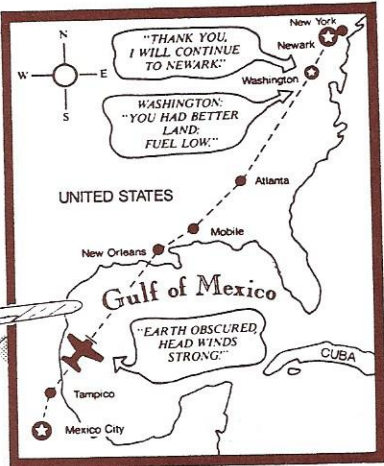 N
W
E
S
New York
Newark
"THANK YOU,
I WILL CONTINUE
TO NEWARK."
Washington
WASHINGTON:
"YOU HAD BETTER
LAND;
FUEL LOW."
Atlanta
UNITED STATES
Mobile
New Orleans
Gulf of Mexico
"EARTH OBSCURED,
HEAD WINDS
STRONG."
CUBA
Tampico
Mexico City